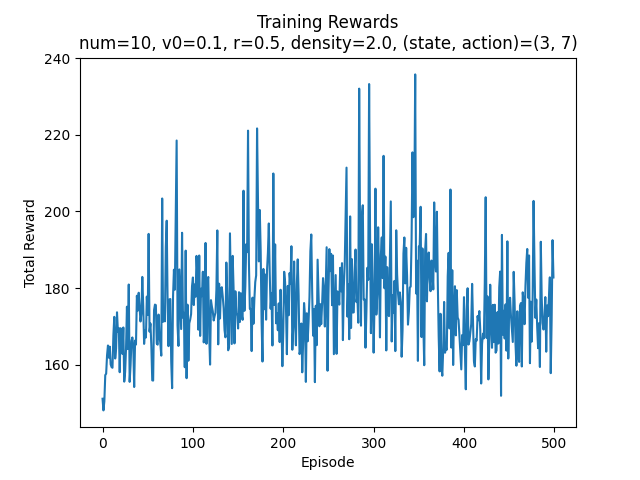 Training Rewards
num=10, v0=0.1, r=0.5, density=2.0, (state, action)=(3, 7)
240
220
200
180
160
Total Reward
0 100 200 300 400 500
Episode